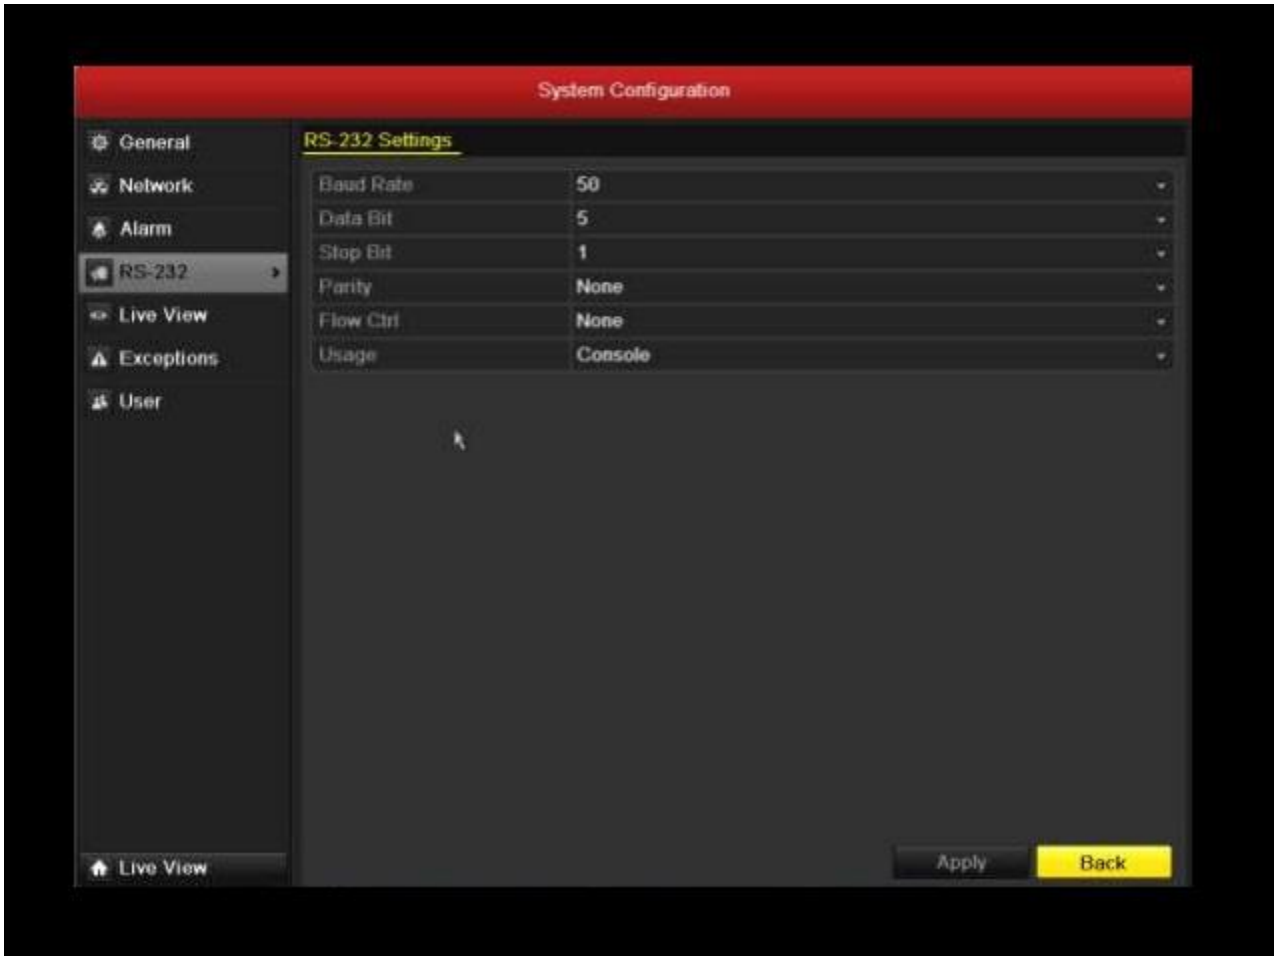 System Configuration
General
Network
Alarm
RS-232
Live View
Exceptions
User
Live View
RS-232 Settings
Baud Rate 50
Data Bit 5
Stop Bit 1
Parity None
Flow Ctrl None
Usage Console
Apply Back